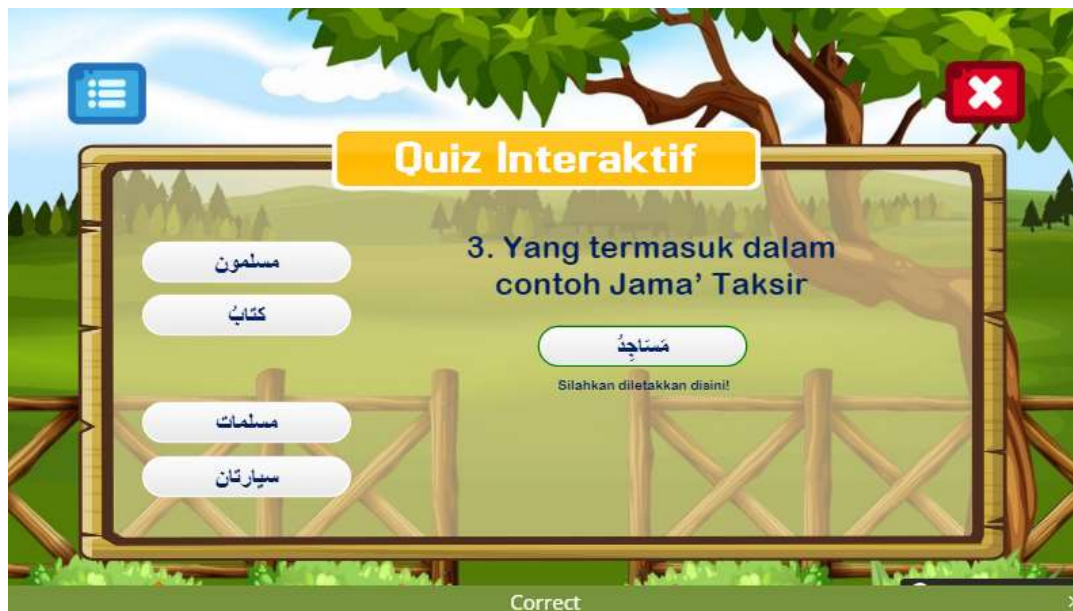 Quiz Interaktif
3. Yang termasuk dalam
contoh Jama’ Taksir
مسلمون
كتابُ
مَسَاجِدُ
Silahkan diletakkan disini!
مسلمات
سيارتان
Correct